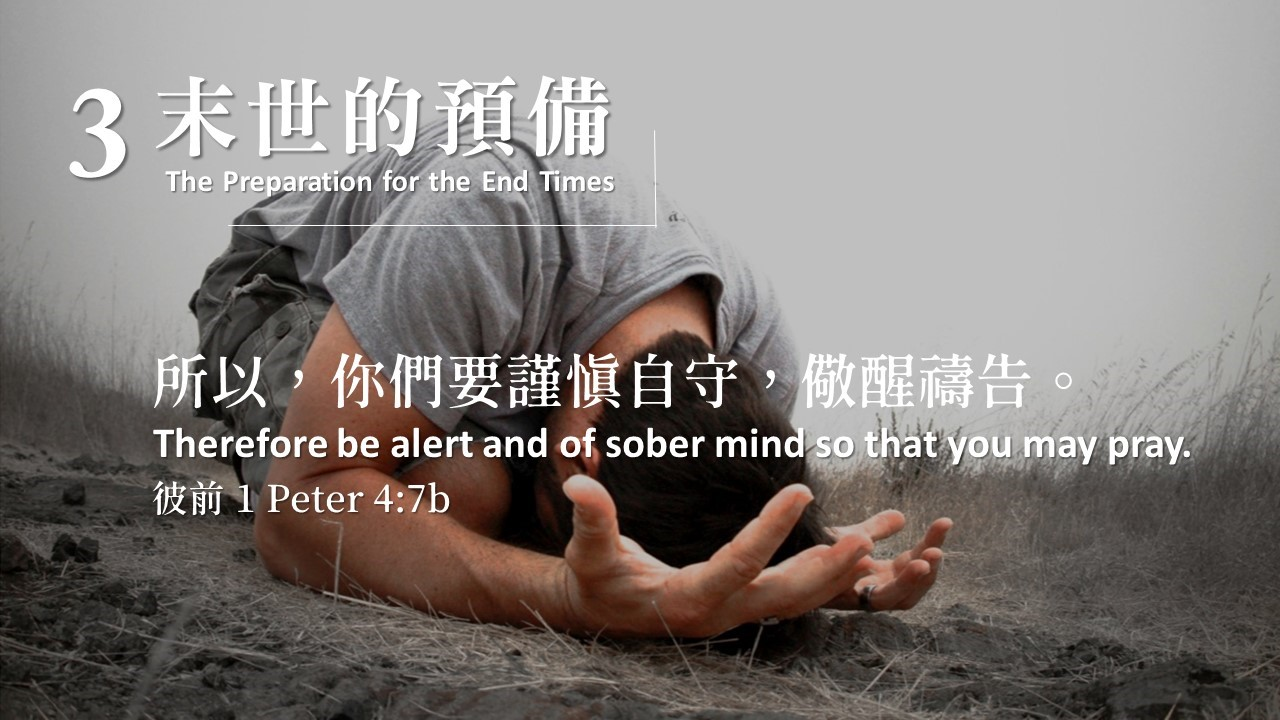 3 末世的預備
The Preparation for the End Times
所以，你們要謹慎自守，儆醒禱告。
Therefore be alert and of sober mind so that you may pray.
彼前 1 Peter 4:7b